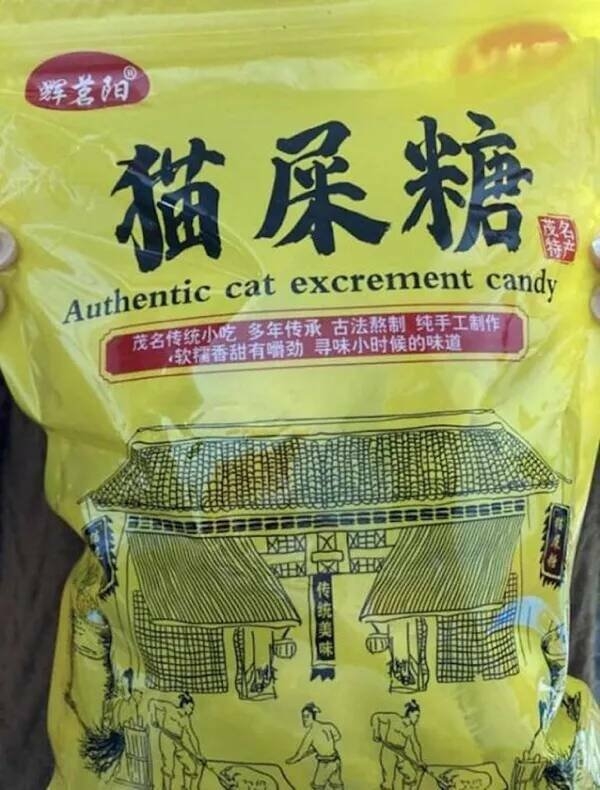 辉茗阳®
猫屎糖
茂名
特产
Authentic cat excrement candy
茂名传统小吃 多年传承 古法熬制 纯手工制作
软糯香甜有嚼劲 寻味小时候的味道
传统美味